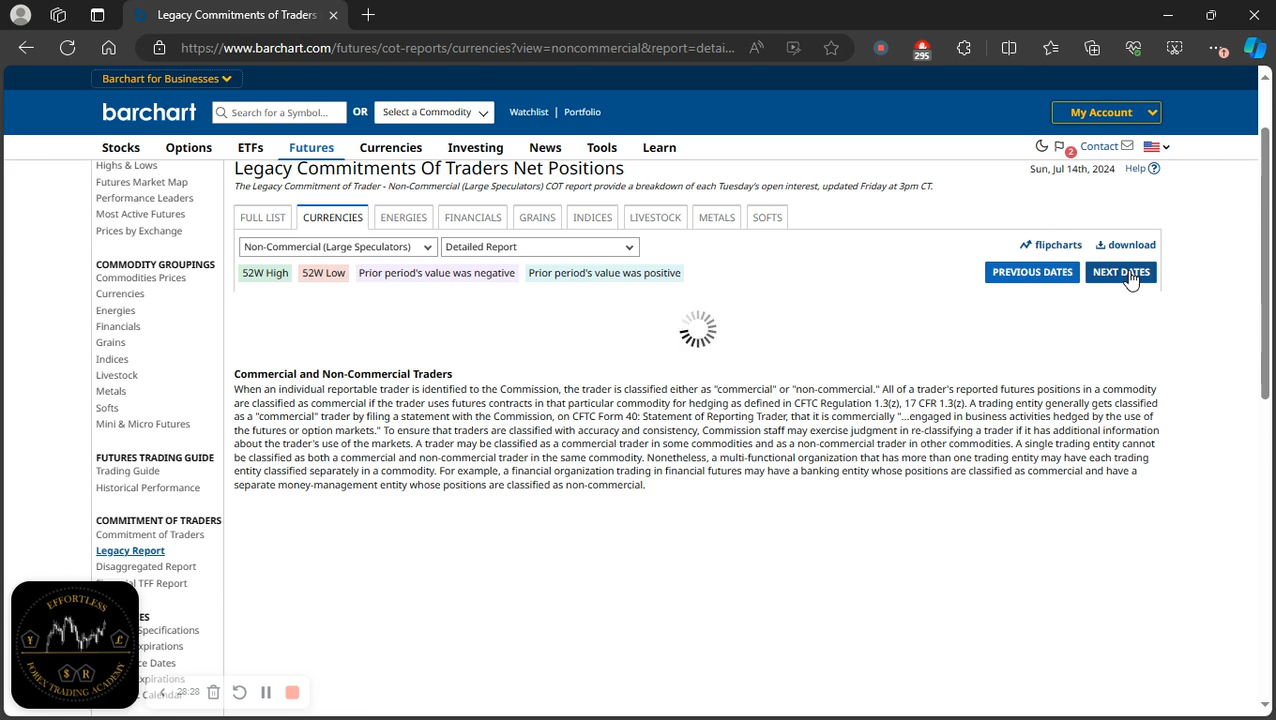 Legacy Commitments of Traders
https://www.barchart.com/futures/cot-reports/currencies?view=noncommercial&report=detai...
295
Barchart for Businesses
barchart
Search for a Symbol...
OR
Select a Commodity
Watchlist | Portfolio
My Account
Stocks Options ETFs Futures Currencies Investing News Tools Learn
2
Contact
Highs & Lows
Futures Market Map
Performance Leaders
Most Active Futures
Prices by Exchange
COMMODITY GROUPINGS
Commodities Prices
Currencies
Energies
Financials
Grains
Indices
Livestock
Metals
Softs
Mini & Micro Futures
FUTURES TRADING GUIDE
Trading Guide
Historical Performance
COMMITMENT OF TRADERS
Commitment of Traders
Legacy Report
Disaggregated Report
TFF Report
Legacy Commitments Of Traders Net Positions
Sun, Jul 14th, 2024 Help
The Legacy Commitment of Trader - Non-Commercial (Large Speculators) COT report provide a breakdown of each Tuesday's open interest, updated Friday at 3pm CT.
FULL LIST CURRENCIES ENERGIES FINANCIALS GRAINS INDICES LIVESTOCK METALS SOFTS
Non-Commercial (Large Speculators) Detailed Report
flipcharts download
52W High 52W Low Prior period's value was negative Prior period's value was positive
PREVIOUS DATES NEXT DATES
Commercial and Non-Commercial Traders
When an individual reportable trader is identified to the Commission, the trader is classified either as "commercial" or "non-commercial." All of a trader's reported futures positions in a commodity
are classified as commercial if the trader uses futures contracts in that particular commodity for hedging as defined in CFTC Regulation 1.3(z), 17 CFR 1.3(z). A trading entity generally gets classified
as a "commercial" trader by filing a statement with the Commission, on CFTC Form 40: Statement of Reporting Trader, that it is commercially "...engaged in business activities hedged by the use of
the futures or option markets." To ensure that traders are classified with accuracy and consistency, Commission staff may exercise judgment in re-classifying a trader if it has additional information
about the trader's use of the markets. A trader may be classified as a commercial trader in some commodities and as a non-commercial trader in other commodities. A single trading entity cannot
be classified as both a commercial and non-commercial trader in the same commodity. Nonetheless, a multi-functional organization that has more than one trading entity may have each trading
entity classified separately in a commodity. For example, a financial organization trading in financial futures may have a banking entity whose positions are classified as commercial and have a
separate money-management entity whose positions are classified as non-commercial.
EFFORTLESS
¥ £
$ R
FOREX TRADING ACADEMY
28:28